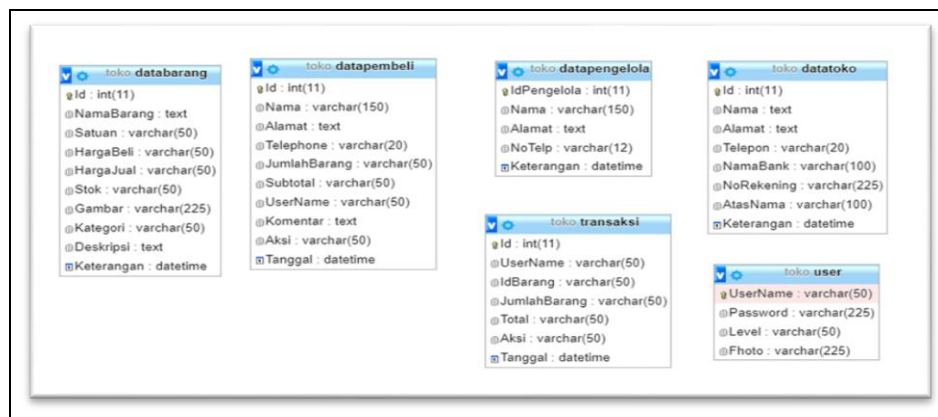 toko databarang
Id : int(11)
NamaBarang : text
Satuan : varchar(50)
HargaBeli : varchar(50)
HargaJual : varchar(50)
Stok : varchar(50)
Gambar : varchar(225)
Kategori : varchar(50)
Deskripsi : text
Keterangan : datetime
toko datapembeli
Id : int(11)
Nama : varchar(150)
Alamat : text
Telephone : varchar(20)
JumlahBarang : varchar(50)
Subtotal : varchar(50)
UserName : varchar(50)
Komentar : text
Aksi : varchar(50)
Tanggal : datetime
toko datapengelola
IdPengelola : int(11)
Nama : varchar(150)
Alamat : text
NoTelp : varchar(12)
Keterangan : datetime
toko transaksi
Id : int(11)
UserName : varchar(50)
IdBarang : varchar(50)
JumlahBarang : varchar(50)
Total : varchar(50)
Aksi : varchar(50)
Tanggal : datetime
toko datatoko
Id : int(11)
Nama : text
Alamat : text
Telepon : varchar(20)
NamaBank : varchar(100)
NoRekening : varchar(225)
AtasNama : varchar(100)
Keterangan : datetime
toko user
UserName : varchar(50)
Password : varchar(225)
Level : varchar(50)
Fhoto : varchar(225)